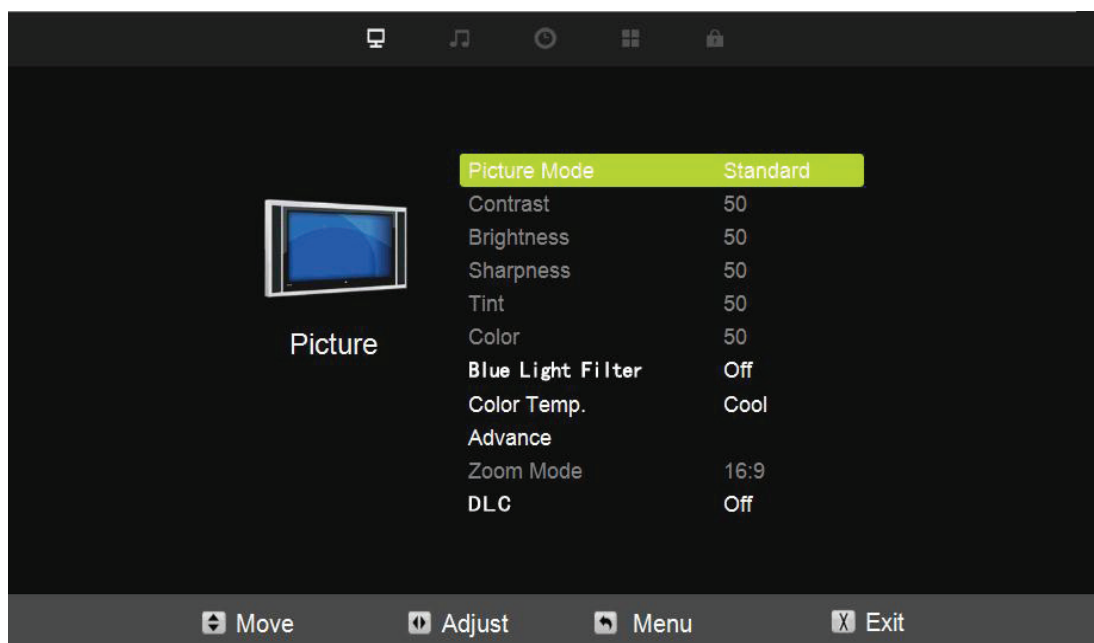 Picture Mode Standard
Contrast 50
Brightness 50
Sharpness 50
Tint 50
Color 50
Picture
Blue Light Filter Off
Color Temp. Cool
Advance
Zoom Mode 16:9
DLC Off
Move Adjust Menu X Exit